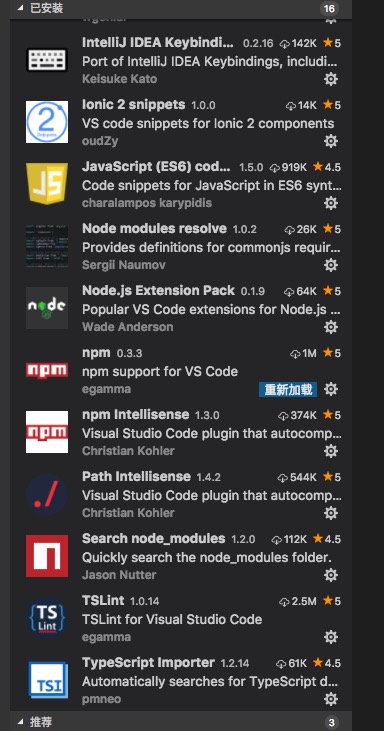 已安装 16
IntelliJ IDEA Keybindi... 0.2.16 142K 5
Port of IntelliJ IDEA Keybindings, includi...
Keisuke Kato
2
Snippets
Ionic 2 snippets 1.0.0 14K 5
VS code snippets for Ionic 2 components
oudZy
JS
JavaScript (ES6) cod... 1.5.0 919K 4.5
Code snippets for JavaScript in ES6 synt...
charalampos karypidis
Node modules resolve 1.0.2 26K 5
Provides definitions for commonjs requir...
Sergii Naumov
node
Node.js Extension Pack 0.1.9 64K 5
Popular VS Code extensions for Node.js ...
Wade Anderson
npm
npm 0.3.3 1M 5
npm support for VS Code
egamma 重新加载
npm
npm Intellisense 1.3.0 374K 5
Visual Studio Code plugin that autocomp...
Christian Kohler
./
Path Intellisense 1.4.2 544K 5
Visual Studio Code plugin that autocomp...
Christian Kohler
Search node_modules 1.2.0 112K 4.5
Quickly search the node_modules folder.
Jason Nutter
TS
Lint
TSLint 1.0.14 2.5M 5
TSLint for Visual Studio Code
egamma
TSI
TypeScript Importer 1.2.14 61K 4.5
Automatically searches for TypeScript d...
pmneo
推荐 3